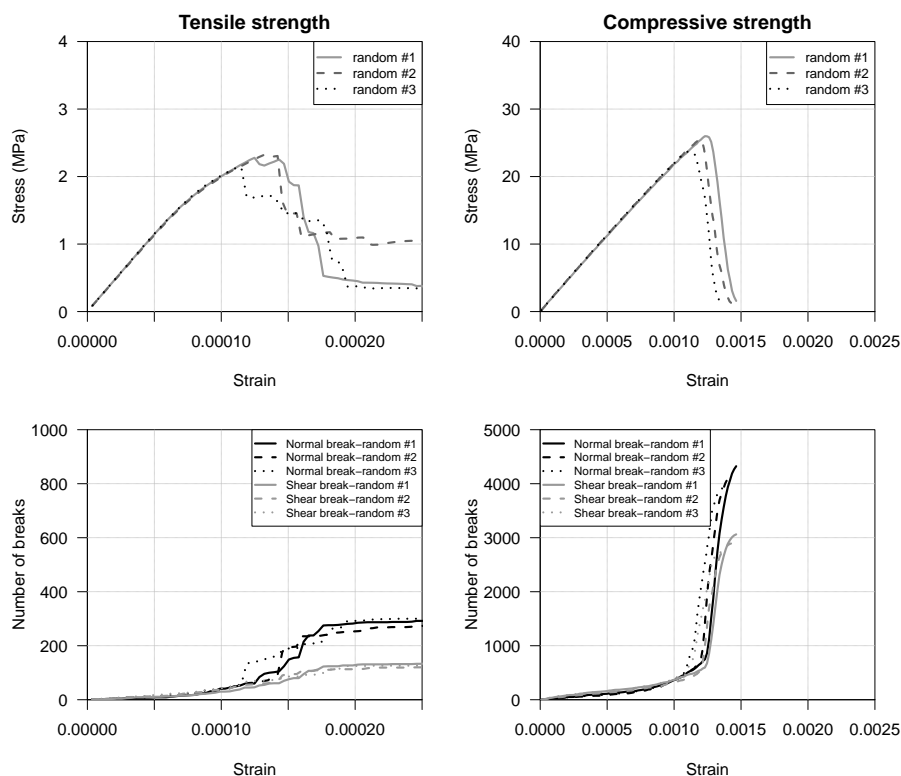 Tensile strength
Compressive strength
Stress (MPa)
4
3
2
1
0
random #1
random #2
random #3
0.00000 0.00010 0.00020
Strain
Stress (MPa)
40
30
20
10
0
random #1
random #2
random #3
0.0000 0.0005 0.0010 0.0015 0.0020 0.0025
Strain
Number of breaks
1000
800
600
400
200
0
Normal break−random #1
Normal break−random #2
Normal break−random #3
Shear break−random #1
Shear break−random #2
Shear break−random #3
0.00000 0.00010 0.00020
Strain
Number of breaks
5000
4000
3000
2000
1000
0
Normal break−random #1
Normal break−random #2
Normal break−random #3
Shear break−random #1
Shear break−random #2
Shear break−random #3
0.0000 0.0005 0.0010 0.0015 0.0020 0.0025
Strain